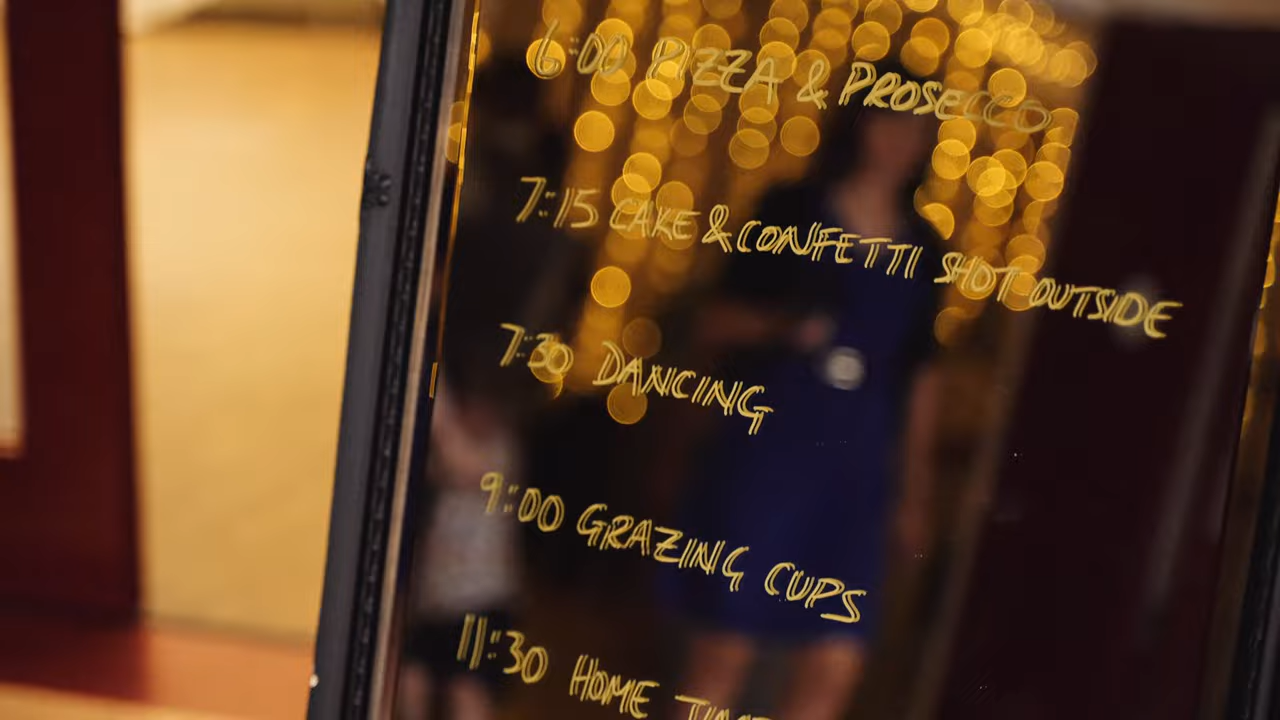 6:00 PIZZA & PROSECCO
7:15 CAKE & CONFETTI SHOT OUTSIDE
7:30 DANCING
9:00 GRAZING CUPS
11:30 HOME TIME